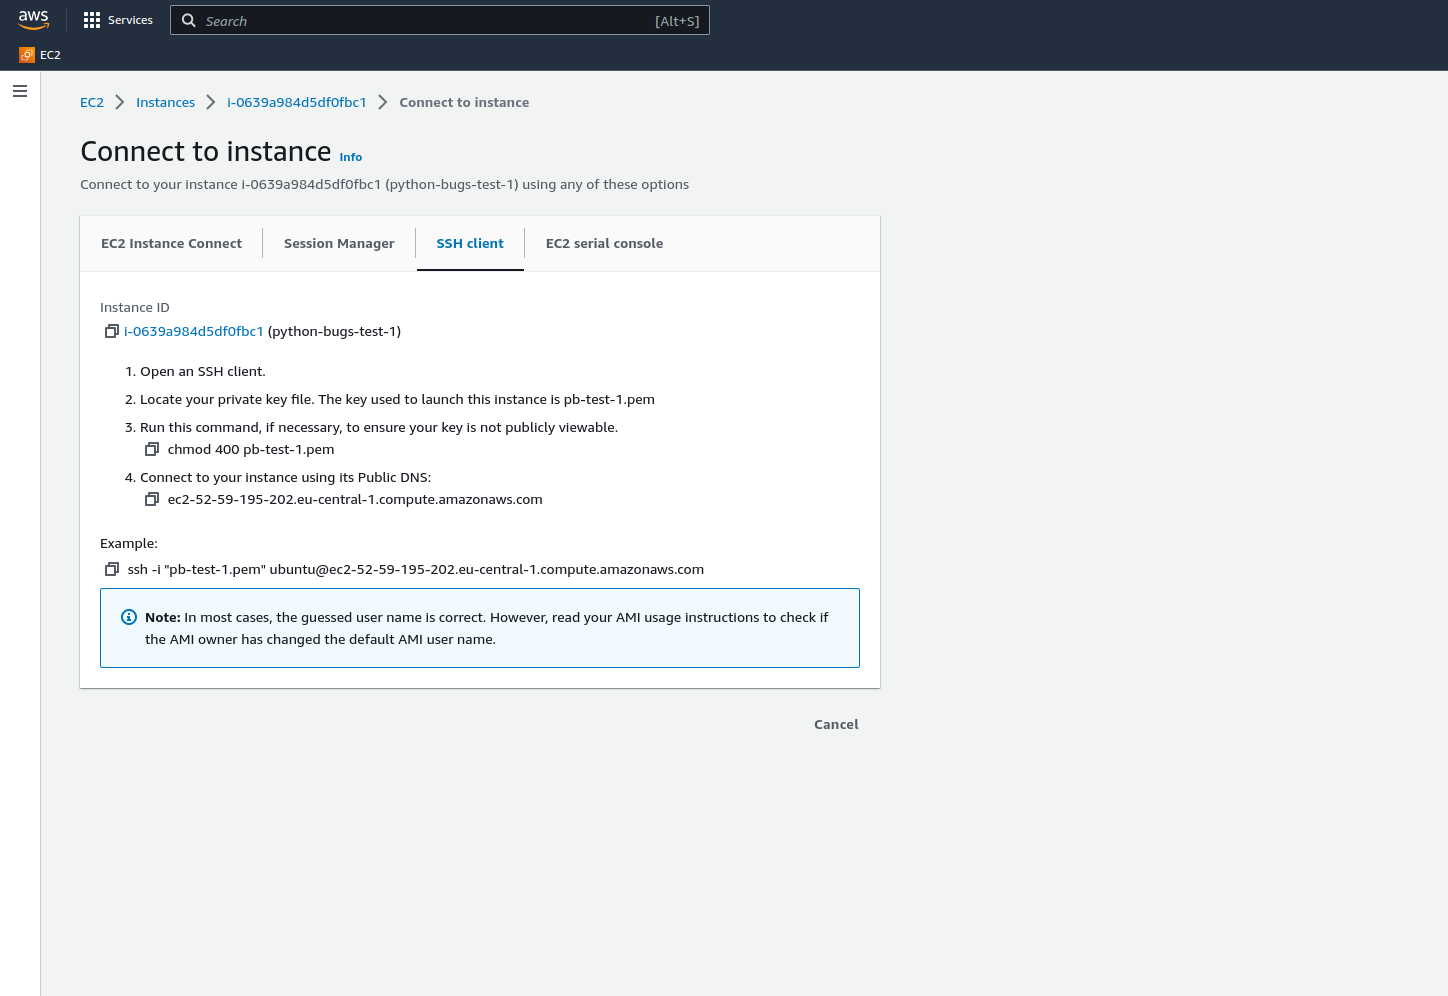 aws
Services
Search
[Alt+S]
EC2
EC2 Instances i-0639a984d5df0fbc1 Connect to instance
Connect to instance Info
Connect to your instance i-0639a984d5df0fbc1 (python-bugs-test-1) using any of these options
EC2 Instance Connect
Session Manager
SSH client
EC2 serial console
Instance ID
i-0639a984d5df0fbc1 (python-bugs-test-1)
1. Open an SSH client.
2. Locate your private key file. The key used to launch this instance is pb-test-1.pem
3. Run this command, if necessary, to ensure your key is not publicly viewable.
chmod 400 pb-test-1.pem
4. Connect to your instance using its Public DNS:
ec2-52-59-195-202.eu-central-1.compute.amazonaws.com
Example:
ssh -i "pb-test-1.pem" ubuntu@ec2-52-59-195-202.eu-central-1.compute.amazonaws.com
Note: In most cases, the guessed user name is correct. However, read your AMI usage instructions to check if
the AMI owner has changed the default AMI user name.
Cancel